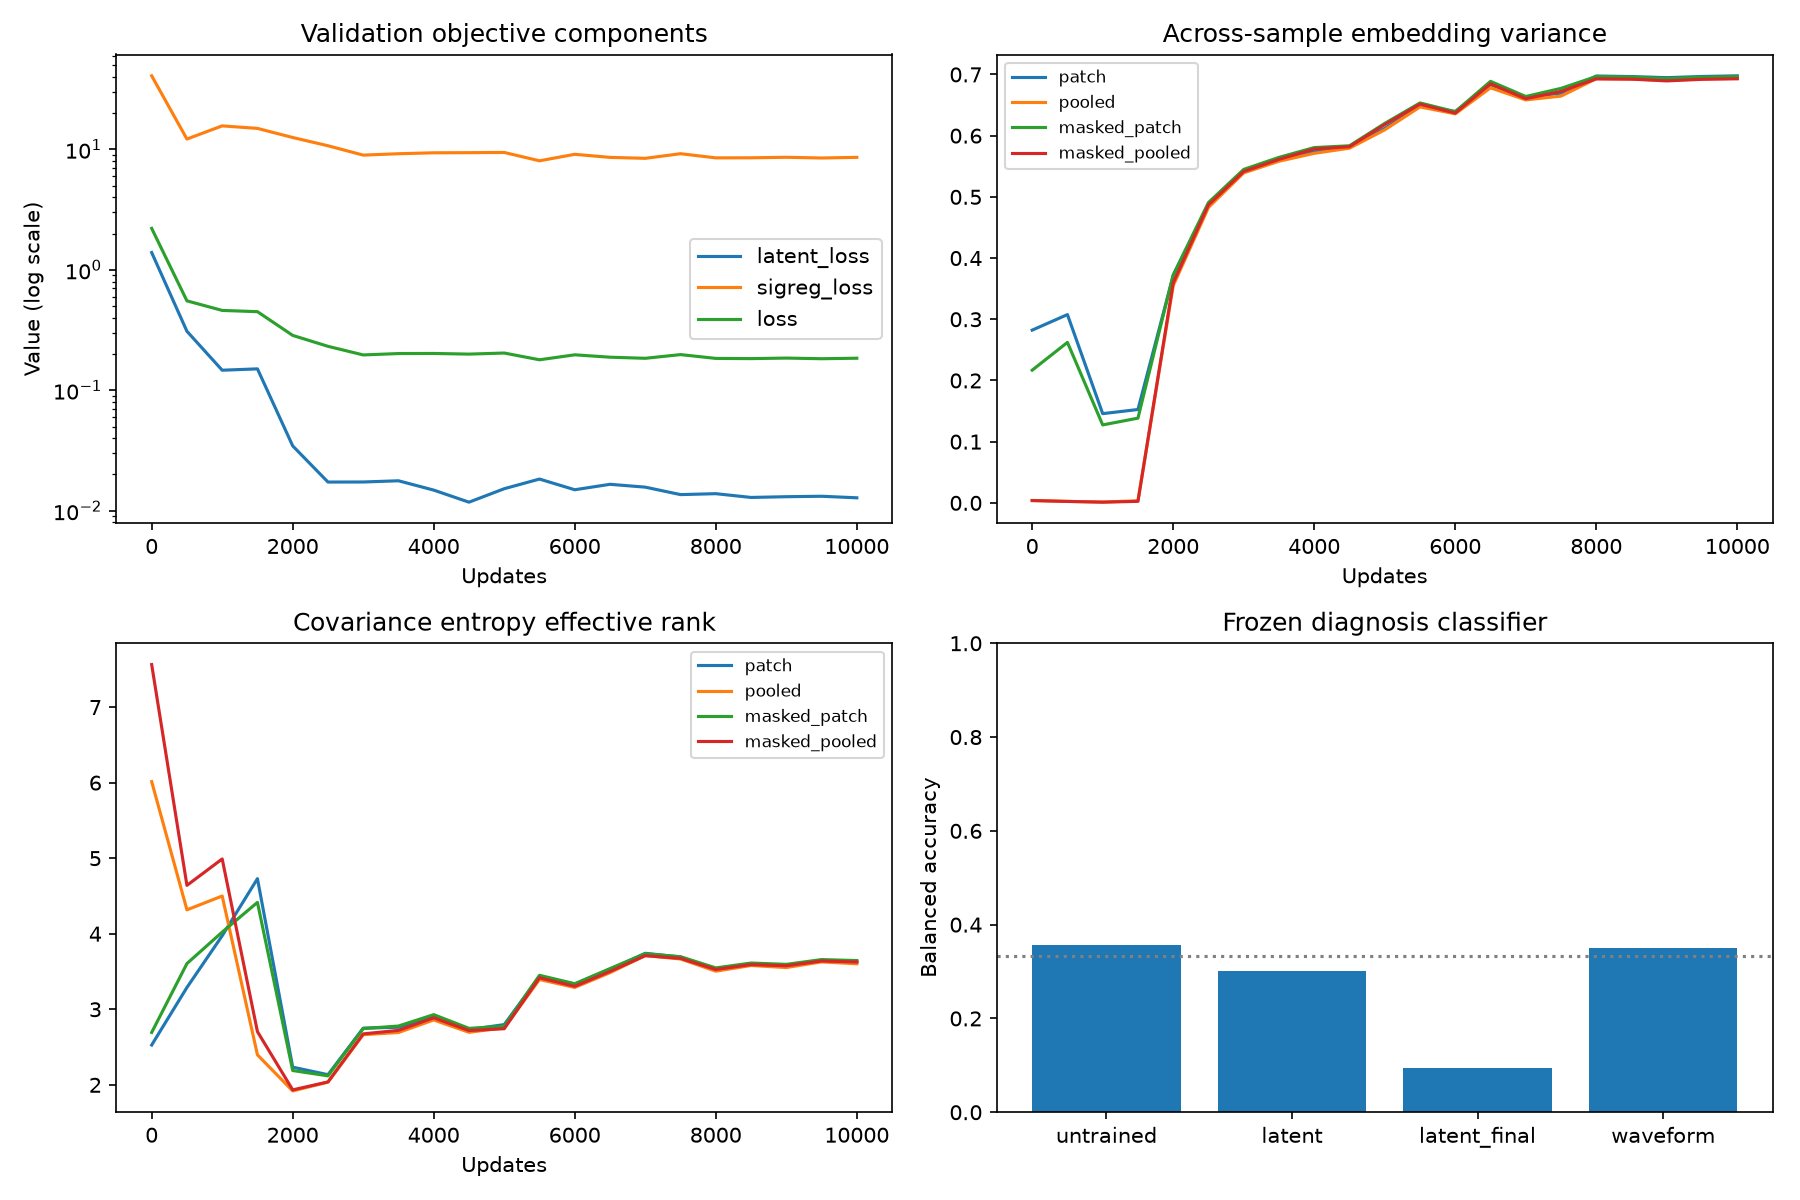 Validation objective components
Value (log scale)
10¹
10⁰
10⁻¹
10⁻²
latent_loss
sigreg_loss
loss
0 2000 4000 6000 8000 10000
Updates
Across-sample embedding variance
0.7
0.6
0.5
0.4
0.3
0.2
0.1
0.0
patch
pooled
masked_patch
masked_pooled
0 2000 4000 6000 8000 10000
Updates
Covariance entropy effective rank
7
6
5
4
3
2
patch
pooled
masked_patch
masked_pooled
0 2000 4000 6000 8000 10000
Updates
Frozen diagnosis classifier
Balanced accuracy
1.0
0.8
0.6
0.4
0.2
0.0
untrained latent latent_final waveform